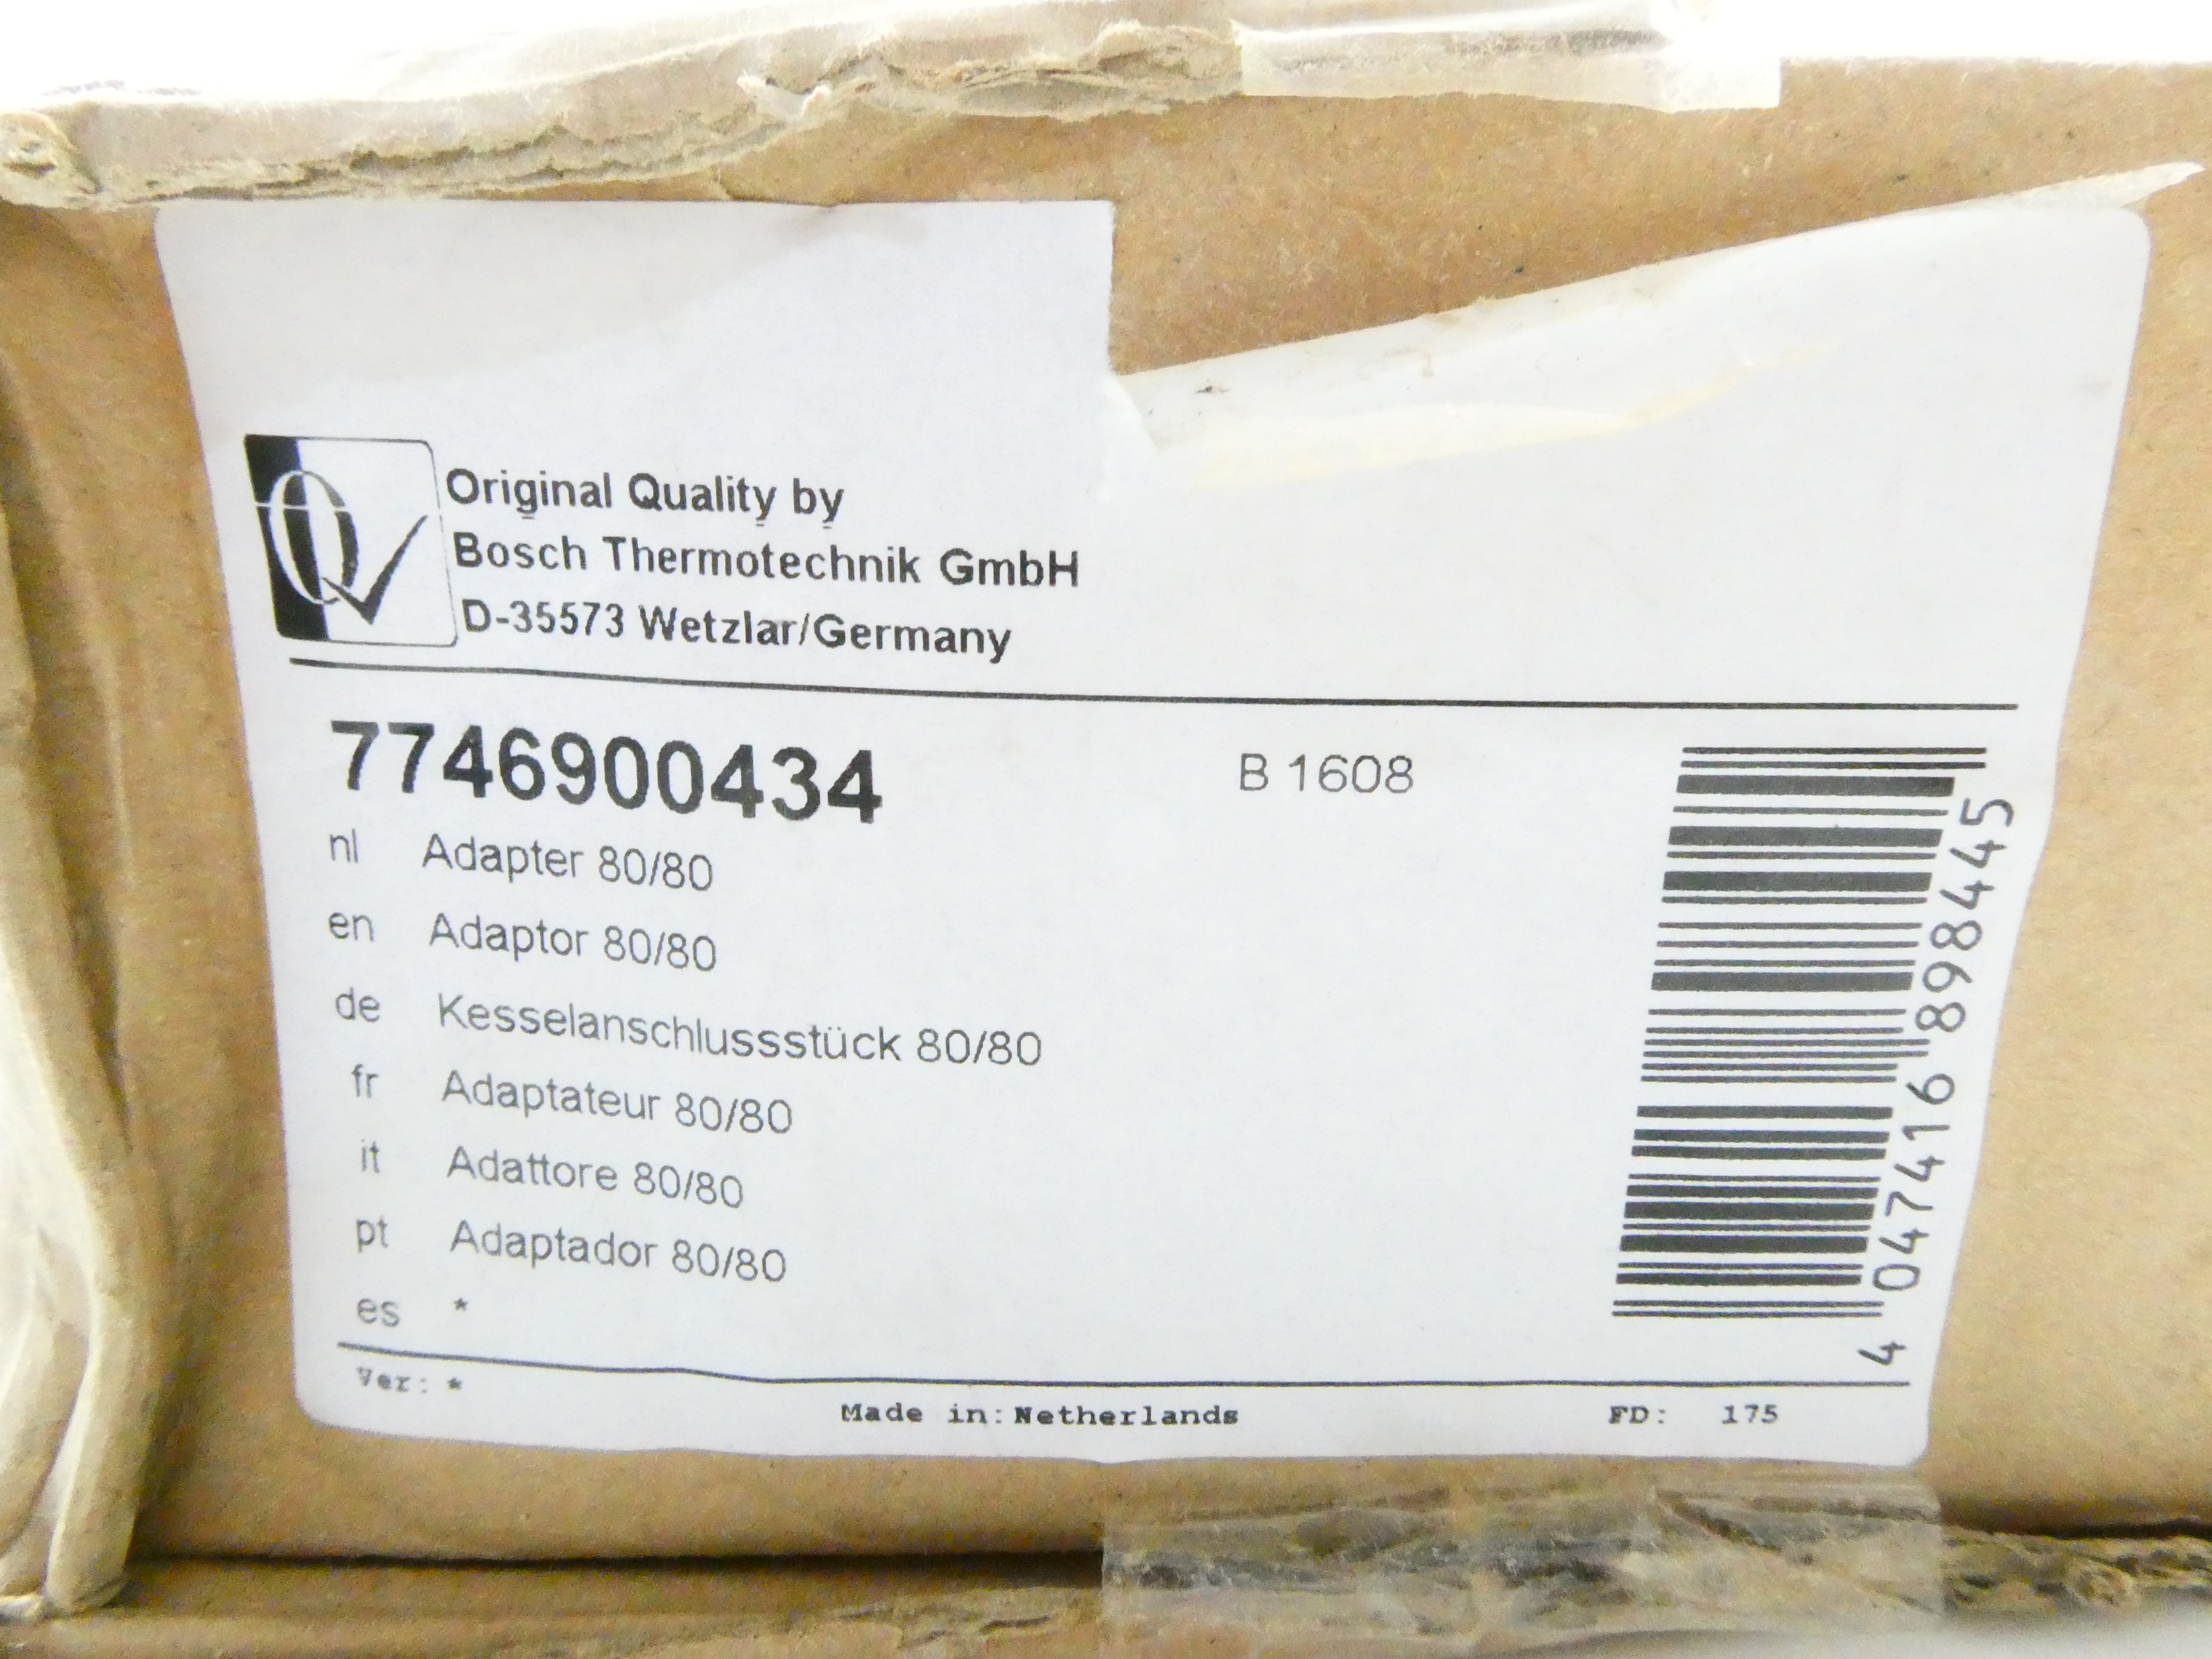 Original Quality by
Bosch Thermotechnik GmbH
D-35573 Wetzlar/Germany
7746900434 B 1608
nl Adapter 80/80
en Adaptor 80/80
de Kesselanschlussstück 80/80
fr Adaptateur 80/80
it Adattore 80/80
pt Adaptador 80/80
es *
Ver: *
Made in: Netherlands FD: 175
4 047416 898445